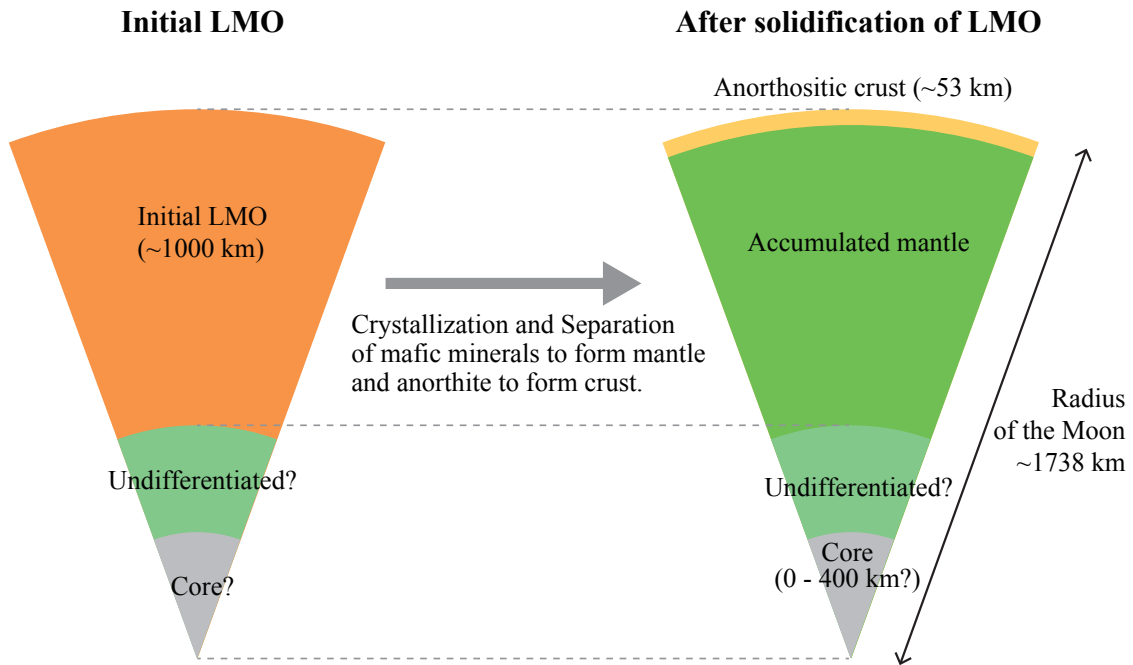 Initial LMO
After solidification of LMO
Anorthositic crust (~53 km)
Initial LMO
(~1000 km)
Accumulated mantle
Crystallization and Separation
of mafic minerals to form mantle
and anorthite to form crust.
Radius
of the Moon
~1738 km
Undifferentiated?
Undifferentiated?
Core?
Core
(0 - 400 km?)